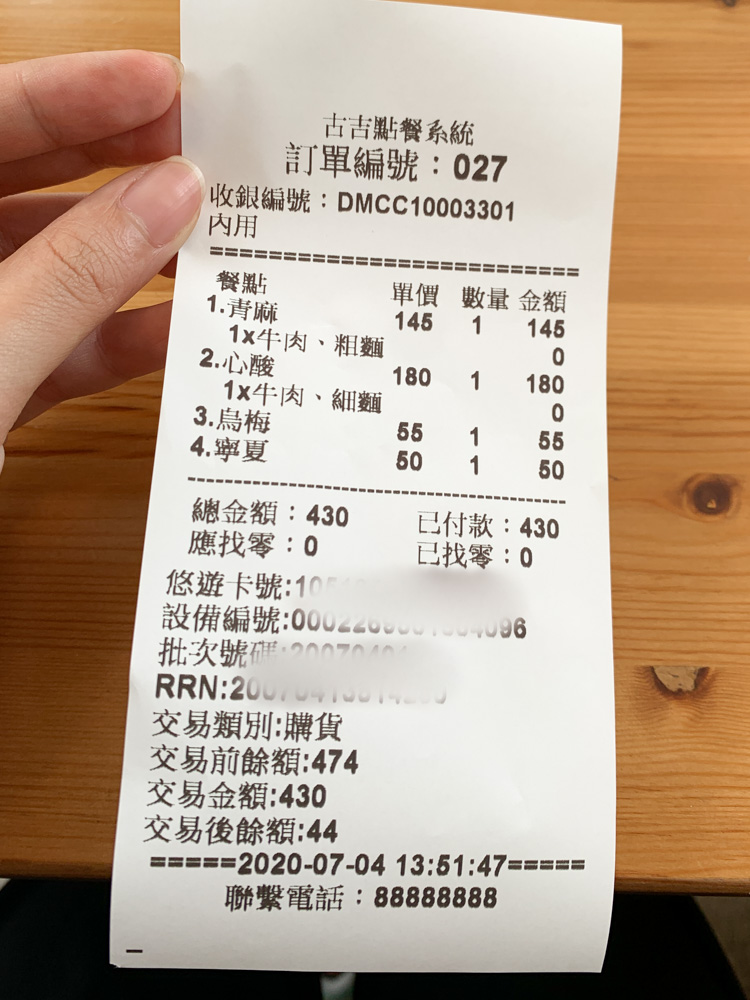 古吉點餐系統
訂單編號：027
收銀編號：DMCC10003301
內用
==============================
餐點 單價 數量 金額
1.青麻 145 1 145
1x牛肉、粗麵 0
2.心酸 180 1 180
1x牛肉、細麵 0
3.烏梅 55 1 55
4.寧夏 50 1 50
--------------------------------------------------
總金額：430 已付款：430
應找零：0 已找零：0
悠遊卡號:
設備編號:
批次號碼:
RRN:
交易類別:購貨
交易前餘額:474
交易金額:430
交易後餘額:44
=====2020-07-04 13:51:47=====
聯繫電話：88888888